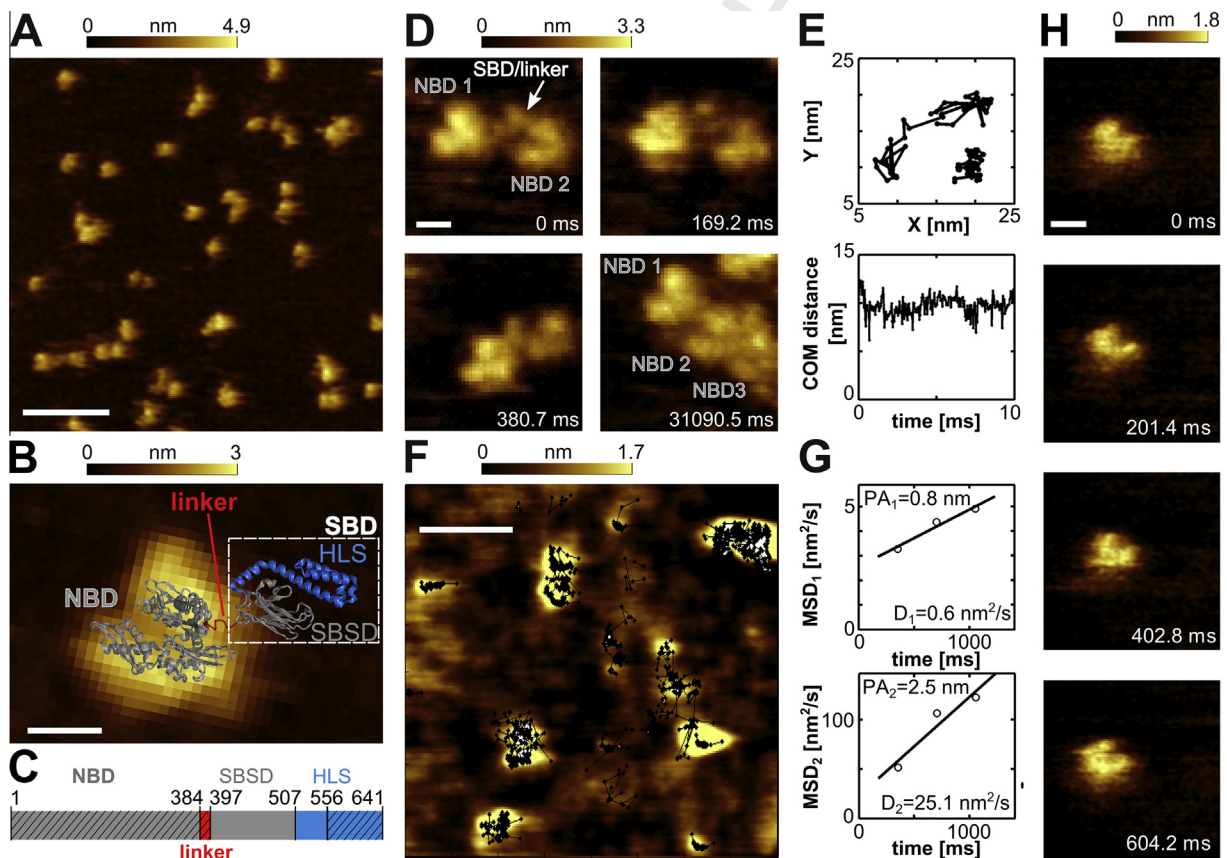 A
0 nm 4.9
B
0 nm 3
linker
SBD
HLS
NBD
SBSD
C
NBD SBSD HLS
1 384 397 507 556 641
linker
D
0 nm 3.3
SBD/linker
NBD 1
NBD 2
0 ms
169.2 ms
380.7 ms
NBD 1
NBD 2
NBD3
31090.5 ms
E
25
Y [nm]
5
5 25
X [nm]
15
COM distance
[nm]
0
0 10
time [ms]
F
0 nm 1.7
G
5
PA1=0.8 nm
MSD1 [nm²/s]
D1=0.6 nm²/s
0
0 1000
time [ms]
PA2=2.5 nm
100
MSD2 [nm²/s]
D2=25.1 nm²/s
0
0 1000
time [ms]
H
0 nm 1.8
0 ms
201.4 ms
402.8 ms
604.2 ms